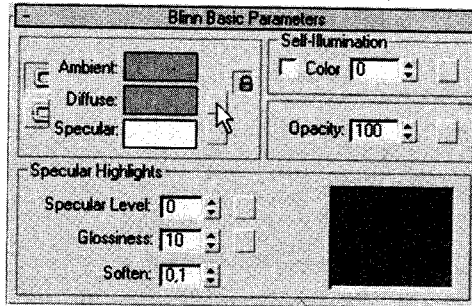 - Blinn Basic Parameters
Ambient:
Diffuse:
Specular:
Self-Illumination
Color 0
Opacity: 100
Specular Highlights
Specular Level: 0
Glossiness: 10
Soften: 0,1